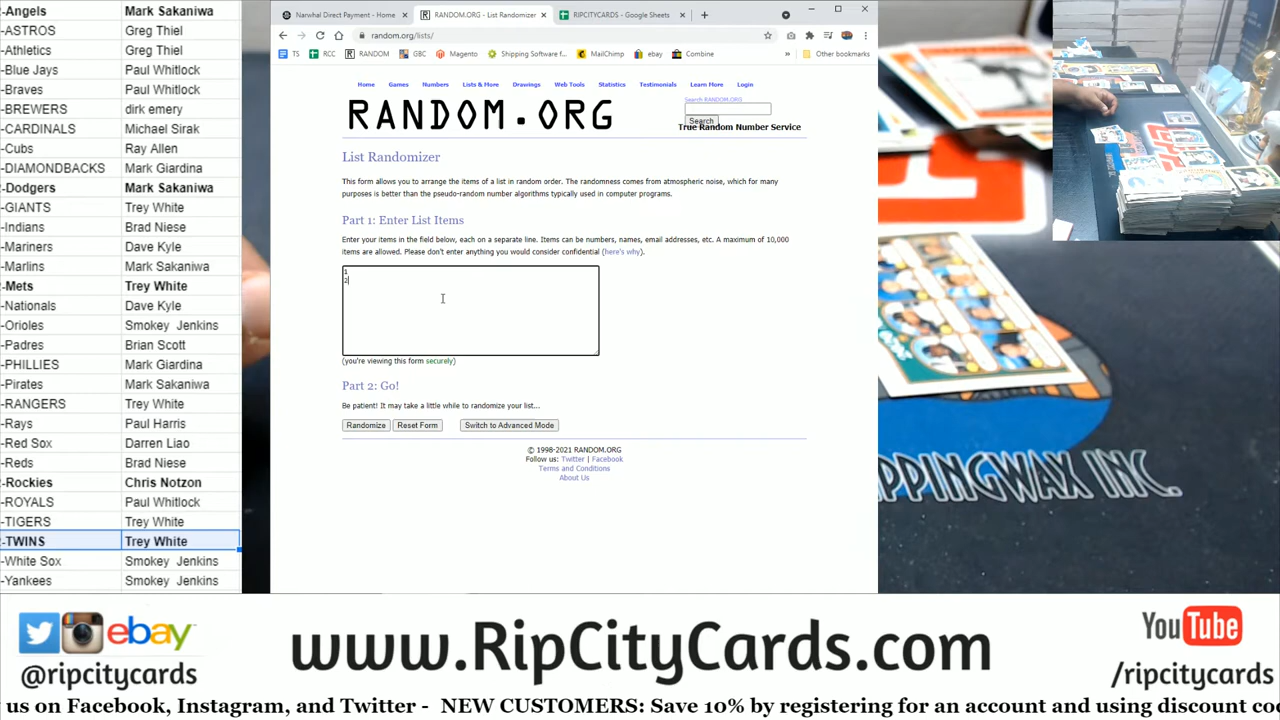 -Angels Mark Sakaniwa
-ASTROS Greg Thiel
-Athletics Greg Thiel
-Blue Jays Paul Whitlock
-Braves Paul Whitlock
-BREWERS dirk emery
-CARDINALS Michael Sirak
-Cubs Ray Allen
-DIAMONDBACKS Marc Giardina
-Dodgers Mark Sakaniwa
-GIANTS Trey White
-Indians Brad Niese
-Mariners Dave Kyle
-Marlins Mark Sakaniwa
-Mets Trey White
-Nationals Dave Kyle
-Orioles Smokey Jenkins
-Padres Brian Scott
-PHILLIES Marc Giardina
-Pirates Mark Sakaniwa
-RANGERS Trey White
-Rays Paul Harris
-Red Sox Darren Liao
-Reds Brad Niese
-Rockies Chris Notzon
-ROYALS Paul Whitlock
-TIGERS Trey White
-TWINS Trey White
-White Sox Smokey Jenkins
-Yankees Smokey Jenkins
Narwhal Direct Payment - Home RANDOM.ORG - List Randomizer RIPCITYCARDS - Google Sheets
random.org/lists/
TS RCC RANDOM GBC Magento Shipping Software f... MailChimp ebay Combine » Other bookmarks
Home Games Numbers Lists & More Drawings Web Tools Statistics Testimonials Learn More Login
RANDOM.ORG
Search RANDOM.ORG
Search
True Random Number Service
List Randomizer
This form allows you to arrange the items of a list in random order. The randomness comes from atmospheric noise, which for many
purposes is better than the pseudo-random number algorithms typically used in computer programs.
Part 1: Enter List Items
Enter your items in the field below, each on a separate line. Items can be numbers, names, email addresses, etc. A maximum of 10,000
items are allowed. Please don't enter anything you would consider confidential (here's why).
1
2
(you're viewing this form securely)
Part 2: Go!
Be patient! It may take a little while to randomize your list...
Randomize Reset Form Switch to Advanced Mode
© 1998-2021 RANDOM.ORG
Follow us: Twitter | Facebook
Terms and Conditions
About Us
PPINGWAX INC.
ebay
@ripcitycards
www.RipCityCards.com
YouTube
/ripcitycards
us on Facebook, Instagram, and Twitter - NEW CUSTOMERS: Save 10% by registering for an account and using discount